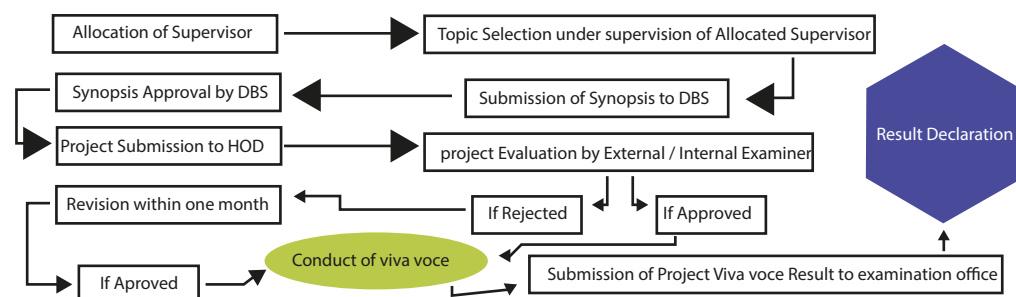 Allocation of Supervisor
Topic Selection under supervision of Allocated Supervisor
Synopsis Approval by DBS
Submission of Synopsis to DBS
Project Submission to HOD
project Evaluation by External / Internal Examiner
Result Declaration
Revision within one month
If Rejected
If Approved
If Aproved
Conduct of viva voce
Submission of Project Viva voce Result to examination office